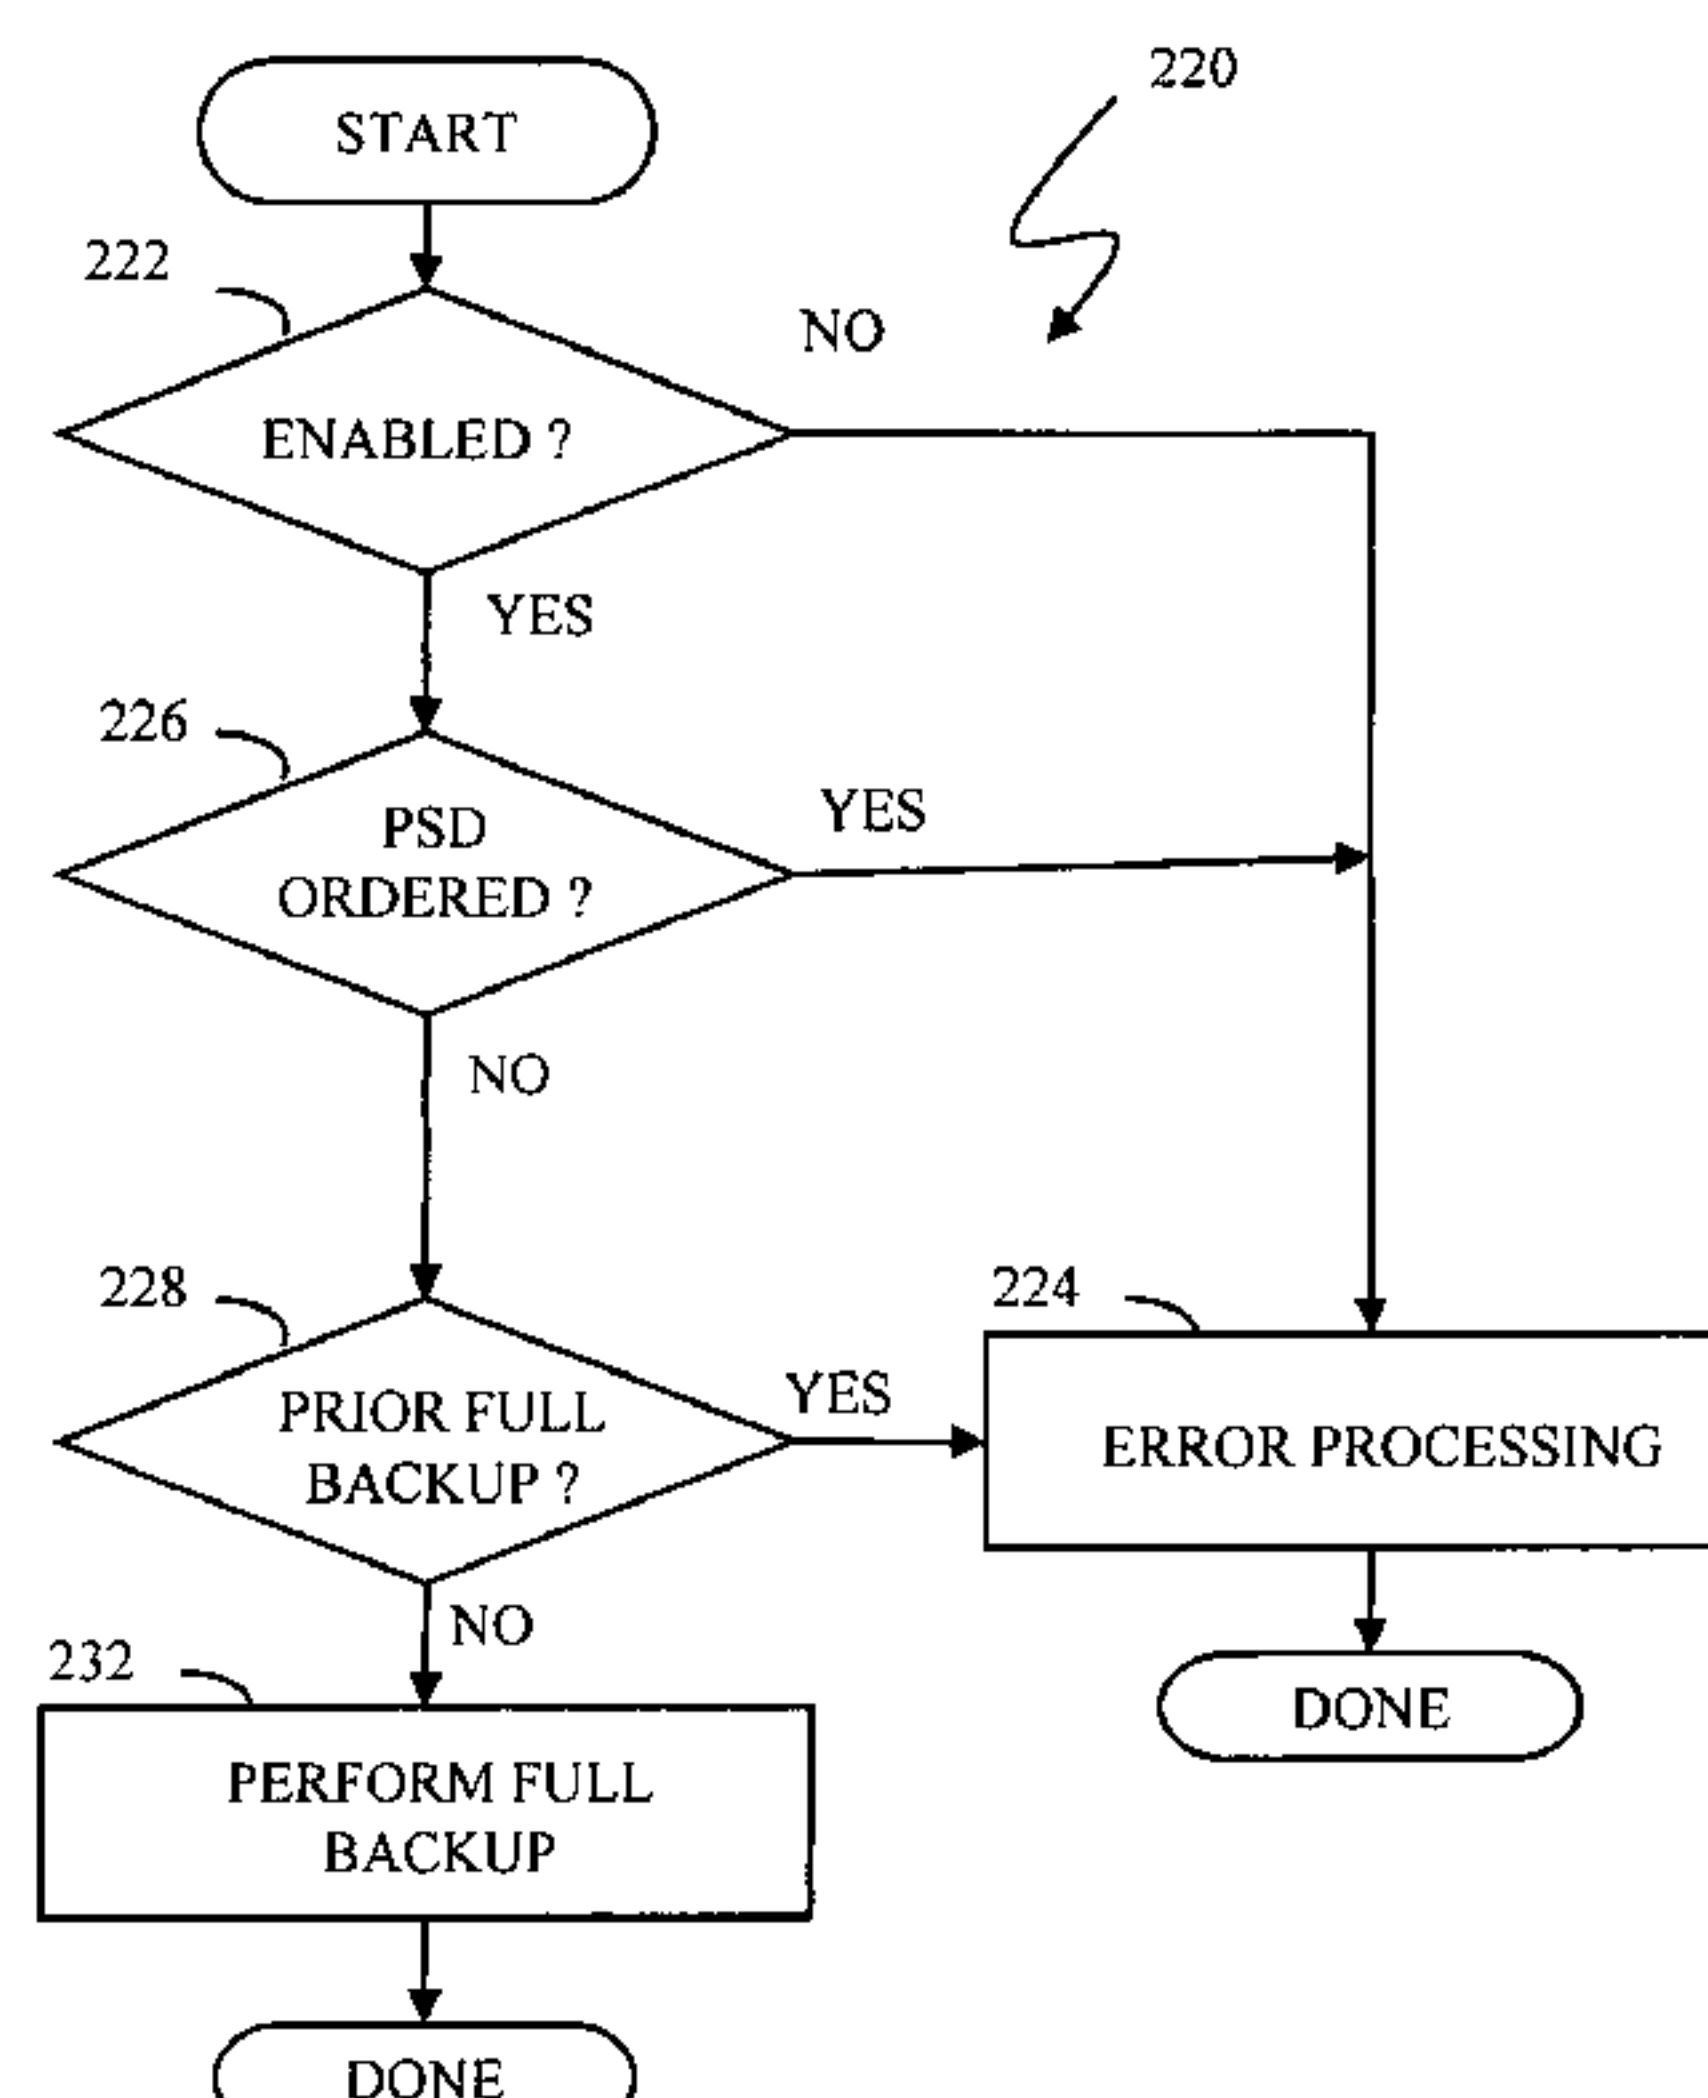 220
START
222
NO
ENABLED ?
YES
226
PSD
ORDERED ?
YES
NO
228
224
PRIOR FULL
BACKUP ?
YES
ERROR PROCESSING
NO
232
DONE
PERFORM FULL
BACKUP
DONE